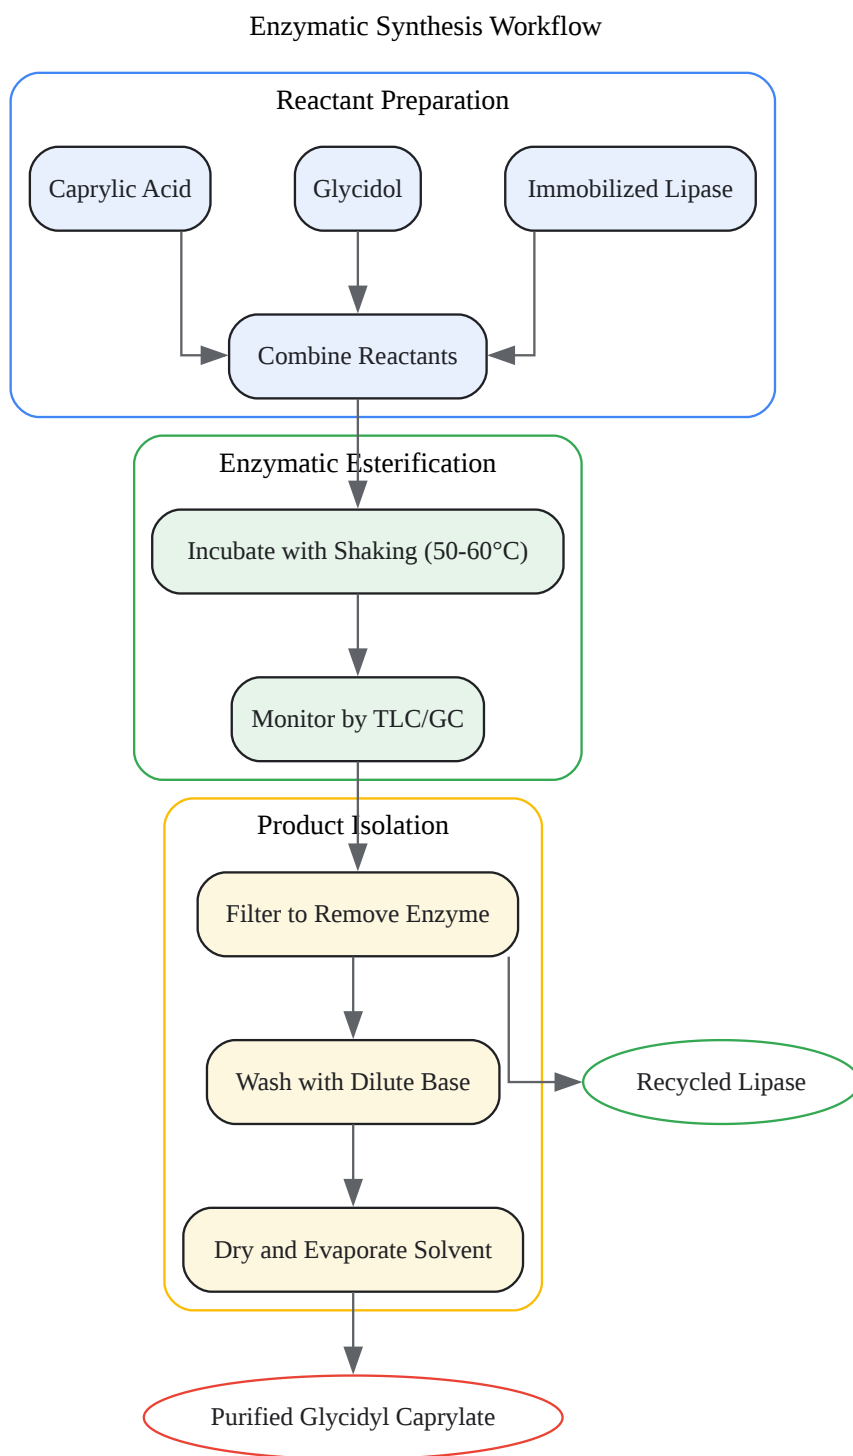 Enzymatic Synthesis Workflow
Reactant Preparation
Caprylic Acid
Glycidol
Immobilized Lipase
Combine Reactants
Enzymatic Esterification
Incubate with Shaking (50-60°C)
Monitor by TLC/GC
Product Isolation
Filter to Remove Enzyme
Wash with Dilute Base
Recycled Lipase
Dry and Evaporate Solvent
Purified Glycidyl Caprylate